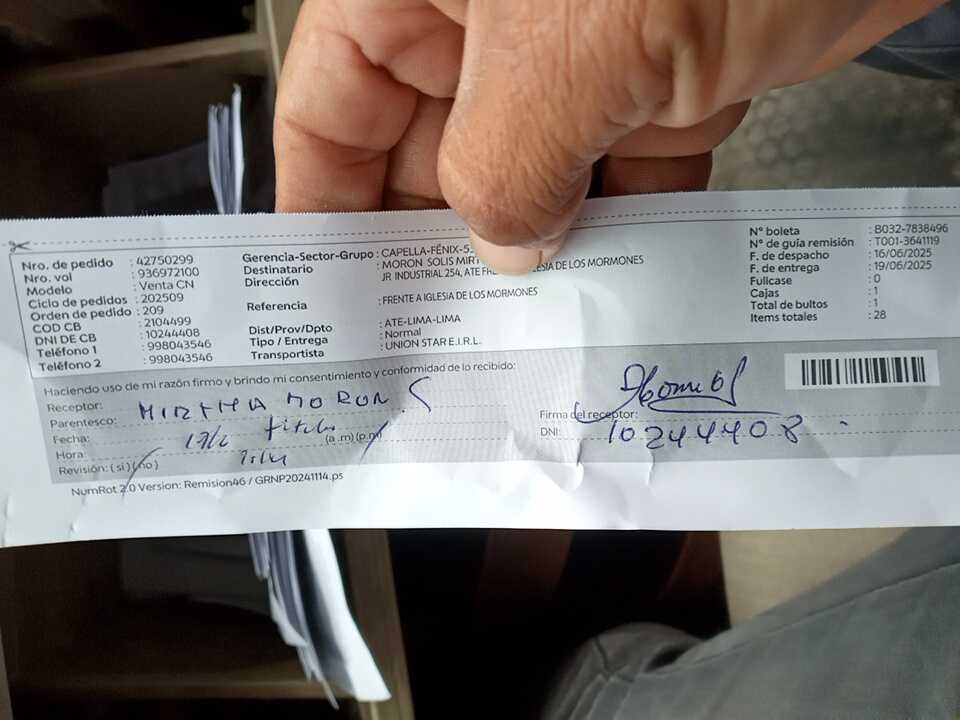 Nro. de pedido : 42750299
Nro. vol : 936972100
Modelo : Venta CN
Ciclo de pedidos : 202509
Orden de pedido : 209
COD CB : 2104499
DNI DE CB : 10244408
Teléfono 1 : 998043546
Teléfono 2 : 998043546
Gerencia-Sector-Grupo : CAPELLA-FÉNIX-5
Destinatario : MORON SOLIS
Dirección : JR INDUSTRIAL 254, ATE DE LOS MORMONES
Referencia : FRENTE A IGLESIA DE LOS MORMONES
Dist/Prov/Dpto : ATE-LIMA-LIMA
Tipo / Entrega : Normal
Transportista : UNION STAR E.I.R.L.
N° boleta : B032-7838496
N° de guía remisión : T001-3641119
F. de despacho : 16/06/2025
F. de entrega : 19/06/2025
Fullcase : 0
Cajas : 1
Total de bultos : 1
Items totales : 28
Haciendo uso de mi razón firmo y brindo mi consentimiento y conformidad de lo recibido:
Receptor: MIRTHA MORON S
Parentesco: titular
Fecha: 19/6
Hora: (a.m)(p.m)
Revisión: (si)(no)
Firma del receptor:
DNI: 10244408
NumRot 2.0 Version: Remision46 / GRNP20241114.ps